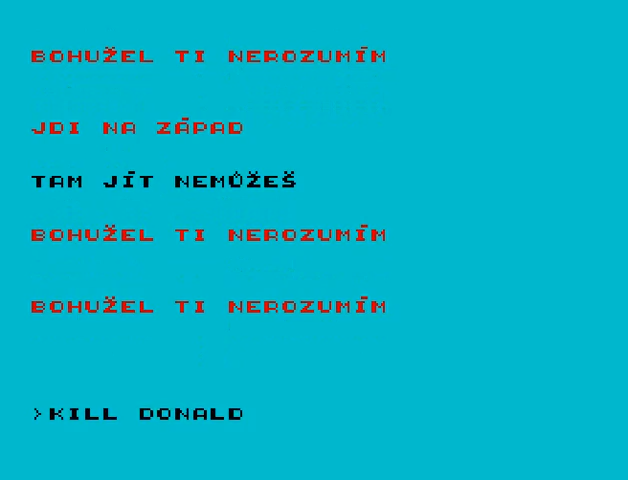 BOHUŽEL TI NEROZUMÍM
JDI NA ZÁPAD
TAM JÍT NEMŮŽEŠ
BOHUŽEL TI NEROZUMÍM
BOHUŽEL TI NEROZUMÍM
>KILL DONALD